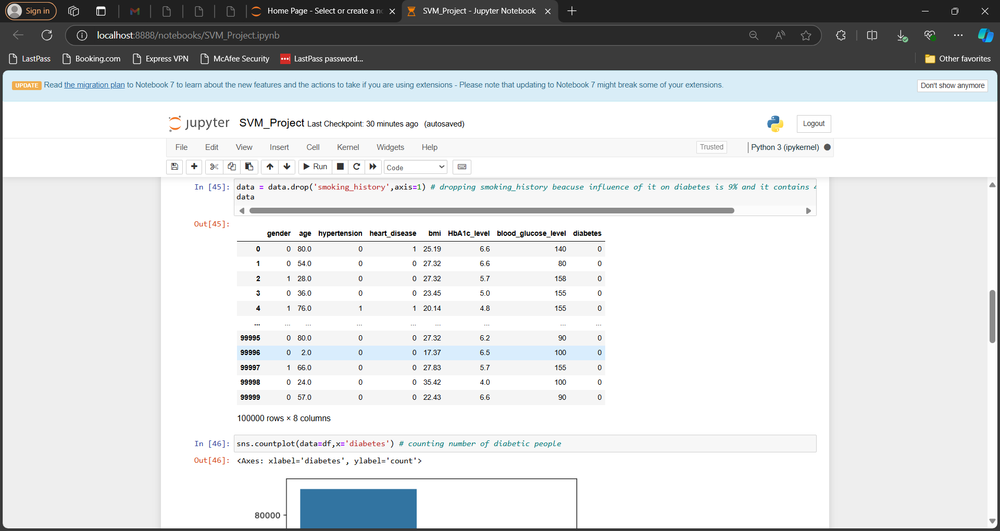 Sign in
Home Page - Select or create a no
SVM_Project - Jupyter Notebook
localhost:8888/notebooks/SVM_Project.ipynb
LastPass Booking.com Express VPN McAfee Security LastPass password... Other favorites
UPDATE Read the migration plan to Notebook 7 to learn about the new features and the actions to take if you are using extensions - Please note that updating to Notebook 7 might break some of your extensions. Don't show anymore
jupyter SVM_Project Last Checkpoint: 30 minutes ago (autosaved) Logout
File Edit View Insert Cell Kernel Widgets Help Trusted Python 3 (ipykernel)
Run Code
In [45]: data = data.drop('smoking_history',axis=1) # dropping smoking_history beacuse influence of it on diabetes is 9% and it contains
data
Out[45]:
gender age hypertension heart_disease bmi HbA1c_level blood_glucose_level diabetes
0 0 80.0 0 1 25.19 6.6 140 0
1 0 54.0 0 0 27.32 6.6 80 0
2 1 28.0 0 0 27.32 5.7 158 0
3 0 36.0 0 0 23.45 5.0 155 0
4 1 76.0 1 1 20.14 4.8 155 0
... ... ... ... ... ... ... ... ...
99995 0 80.0 0 0 27.32 6.2 90 0
99996 0 2.0 0 0 17.37 6.5 100 0
99997 1 66.0 0 0 27.83 5.7 155 0
99998 0 24.0 0 0 35.42 4.0 100 0
99999 0 57.0 0 0 22.43 6.6 90 0
100000 rows × 8 columns
In [46]: sns.countplot(data=df,x='diabetes') # counting number of diabetic people
Out[46]: <Axes: xlabel='diabetes', ylabel='count'>
80000